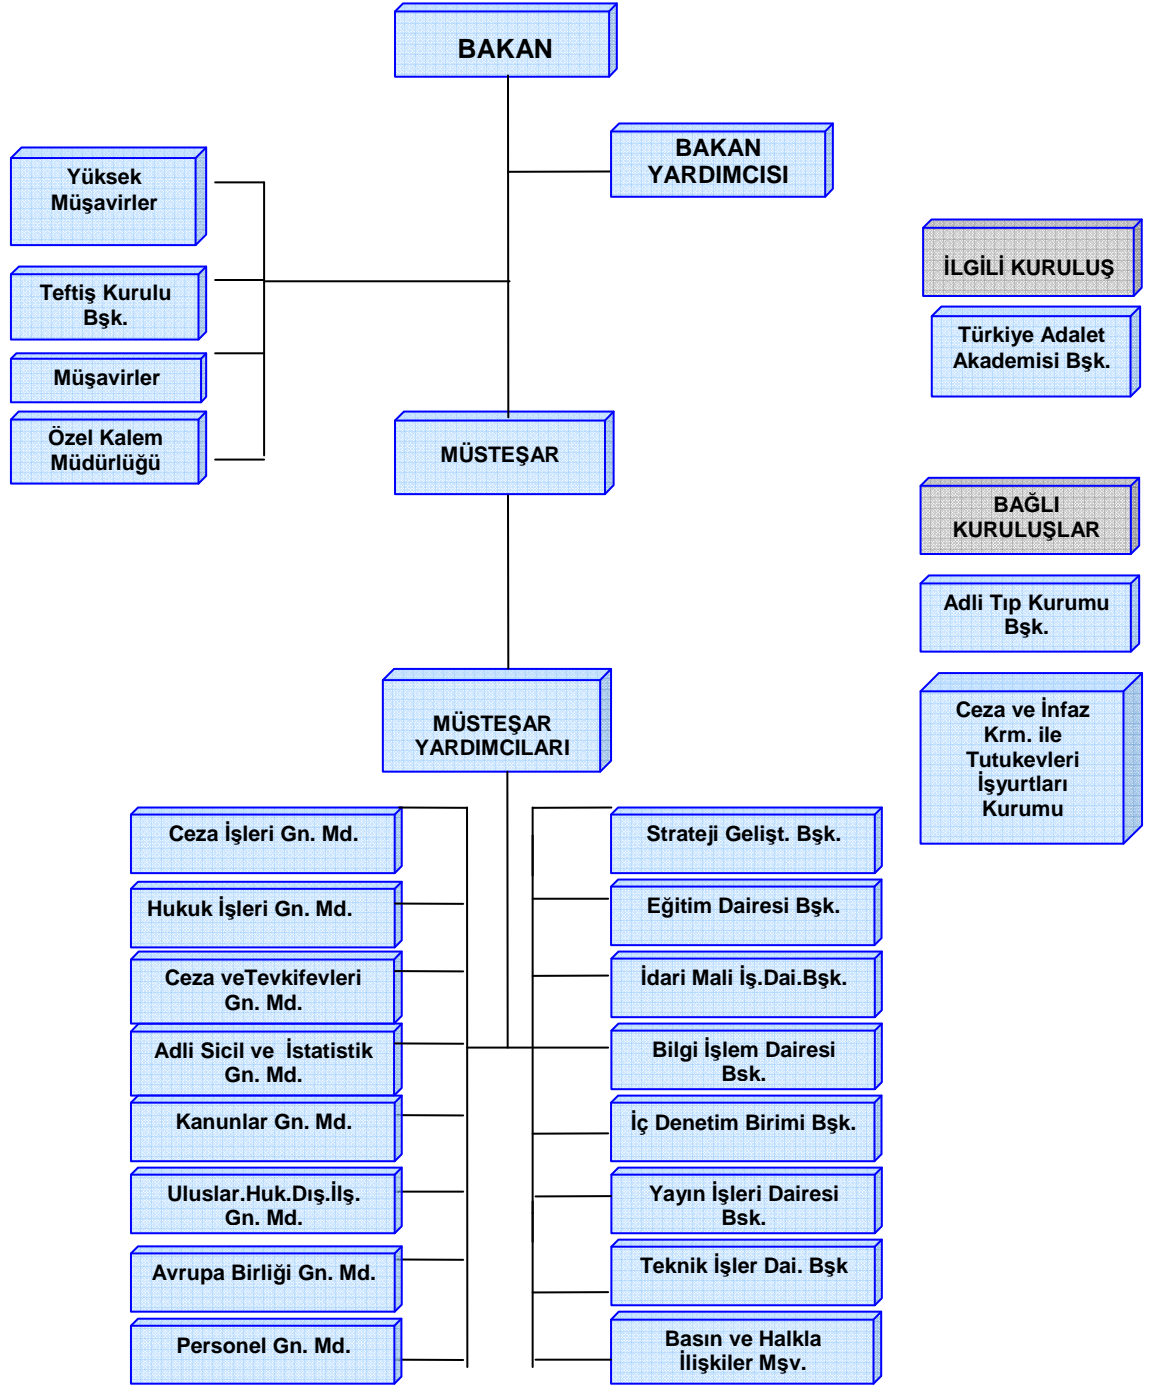 BAKAN
BAKAN
YARDIMCISI
Yüksek
Müşavirler
Teftiş Kurulu
Bşk.
Müşavirler
Özel Kalem
Müdürlüğü
MÜSTEŞAR
İLGİLİ KURULUŞ
Türkiye Adalet
Akademisi Bşk.
BAĞLI
KURULUŞLAR
Adli Tıp Kurumu
Bşk.
Ceza ve İnfaz
Krm. ile
Tutukevleri
İşyurtları
Kurumu
MÜSTEŞAR
YARDIMCILARI
Ceza İşleri Gn. Md.
Hukuk İşleri Gn. Md.
Ceza veTevkifevleri
Gn. Md.
Adli Sicil ve İstatistik
Gn. Md.
Kanunlar Gn. Md.
Uluslar.Huk.Dış.İlş.
Gn. Md.
Avrupa Birliği Gn. Md.
Personel Gn. Md.
Strateji Gelişt. Bşk.
Eğitim Dairesi Bşk.
İdari Mali İş.Dai.Bşk.
Bilgi İşlem Dairesi
Bsk.
İç Denetim Birimi Bşk.
Yayın İşleri Dairesi
Bsk.
Teknik İşler Dai. Bşk
Basın ve Halkla
İlişkiler Mşv.